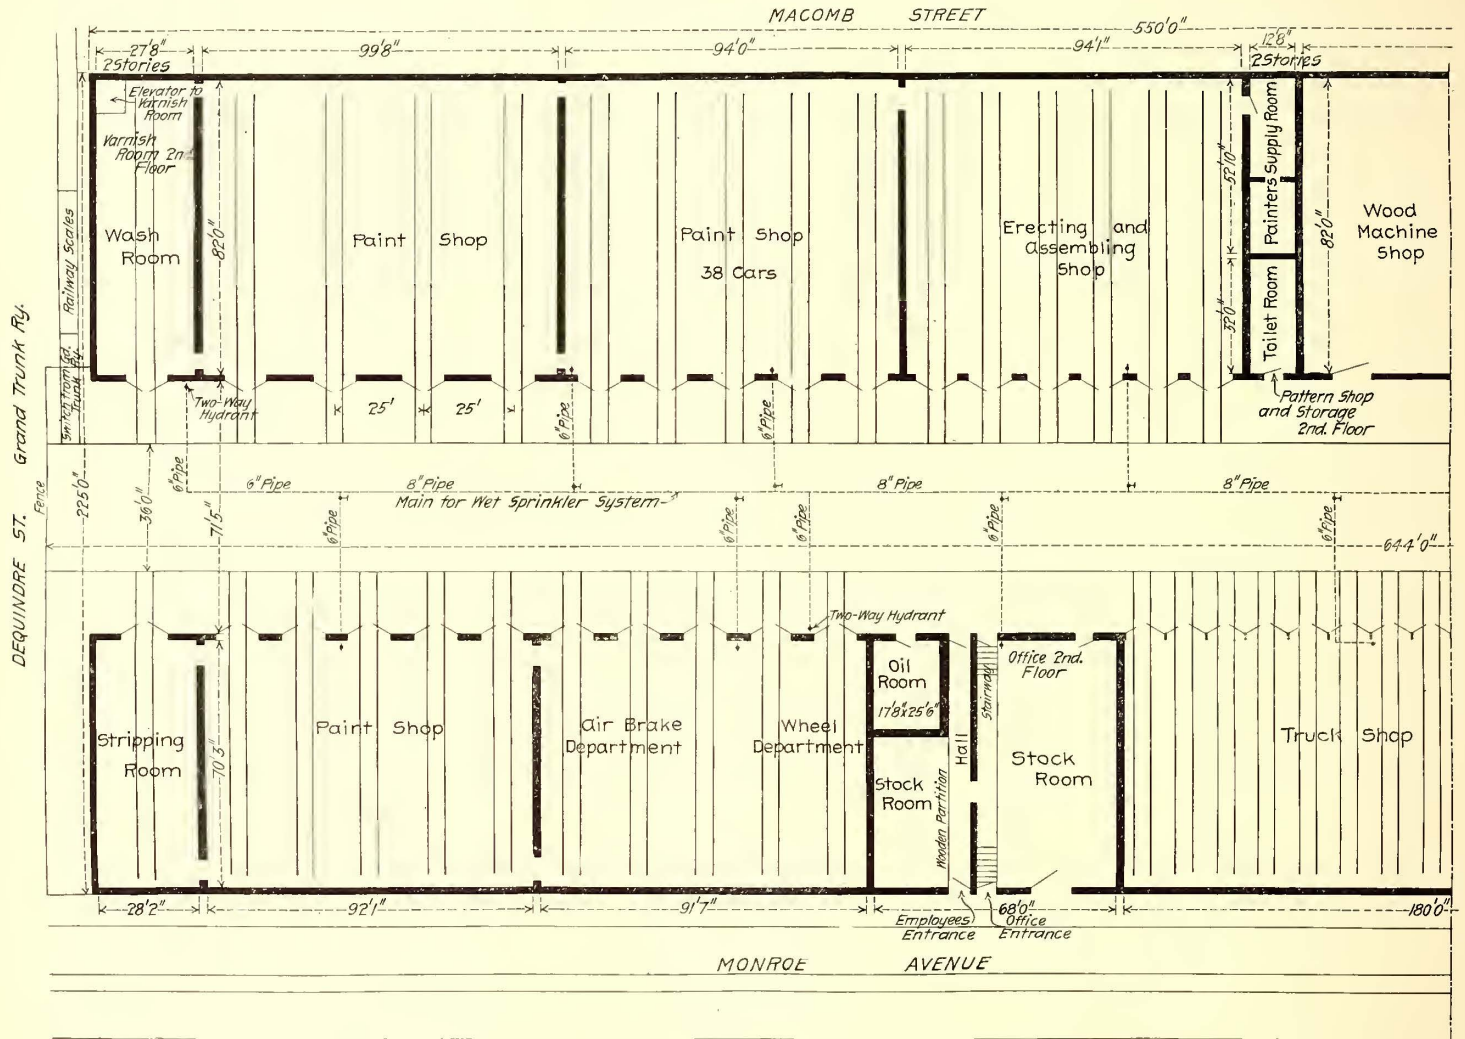 MACOMB STREET
550'0"
27'8"
99'8"
94'0"
94'1"
12'8"
2 Stories
2 Stories
Elevator to
Varnish
Room
Varnish
Room 2nd
Floor
Wash
Room
82'0"
Paint Shop
Paint Shop
38 Cars
Erecting and
Assembling
Shop
52'10"
32'0"
Painters Supply Room
Toilet Room
82'0"
Wood
Machine
Shop
Railway Scales
Switch from Gd.
Trunk Ry.
Grand Trunk Ry.
DEQUINDRE ST.
Fence
Two-Way
Hydrant
25'
25'
6" Pipe
6" Pipe
Pattern Shop
and Storage
2nd. Floor
225'0"
36'0"
6" Pipe
71'5"
6" Pipe
8" Pipe
8" Pipe
8" Pipe
Main for Wet Sprinkler System
6" Pipe
6" Pipe
6" Pipe
6" Pipe
6" Pipe
644'0"
Two-Way Hydrant
Stripping
Room
70'3"
Paint Shop
Air Brake
Department
Wheel
Department
Oil
Room
17'8"x25'6"
Stock
Room
Wooden Partition
Hall
Stairway
Office 2nd.
Floor
Stock
Room
Truck Shop
28'2"
92'1"
91'7"
68'0"
180'0"
Employees
Entrance
Office
Entrance
MONROE AVENUE